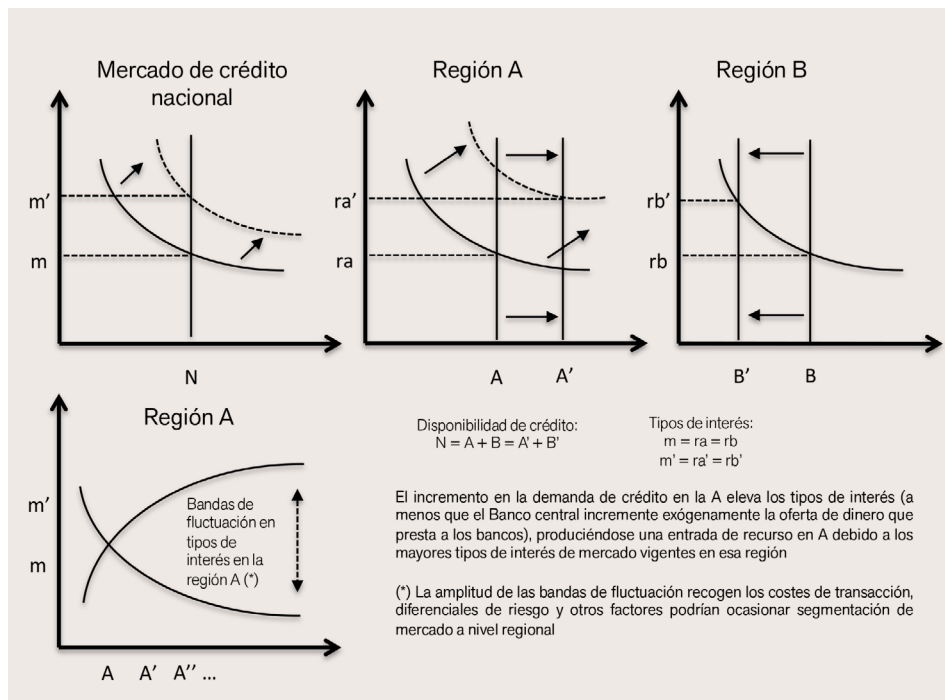 Mercado de crédito
nacional
Región A
Región B
m'
m
N
ra'
ra
A
A'
rb'
rb
B'
B
Región A
m'
m
Bandas de
fluctuación en
tipos de
interés en la
región A (*)
A
A'
A'' ...
Disponibilidad de crédito:
N = A + B = A' + B'
Tipos de interés:
m = ra = rb
m' = ra' = rb'
El incremento en la demanda de crédito en la A eleva los tipos de interés (a
menos que el Banco central incremente exógenamente la oferta de dinero que
presta a los bancos), produciéndose una entrada de recurso en A debido a los
mayores tipos de interés de mercado vigentes en esa región
(*) La amplitud de las bandas de fluctuación recogen los costes de transacción,
diferenciales de riesgo y otros factores podrían ocasionar segmentación de
mercado a nivel regional